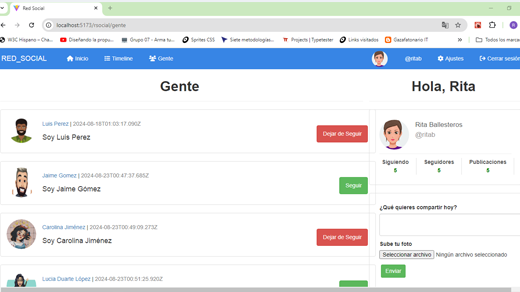 Red Social
localhost:5173/rsocial/gente
W3C Hispano – Cha...
Diseñando la propu...
Grupo 07 - Arma tu...
Sprites CSS
Siete metodologías...
Projects | Typetester
Links visitados
Gazafatonario IT
»
Todos los marca
RED_SOCIAL
Inicio
Timeline
Gente
@ritab
Ajustes
Cerrar sesión
Gente
Luis Perez | 2024-08-18T01:03:17.090Z
Soy Luis Perez
Dejar de Seguir
Jaime Gomez | 2024-08-23T00:47:37.685Z
Soy Jaime Gómez
Seguir
Carolina Jiménez | 2024-08-23T00:49:09.273Z
Soy Carolina Jiménez
Dejar de Seguir
Lucia Duarte López | 2024-08-23T00:51:25.920Z
Hola, Rita
Rita Ballesteros
@ritab
Siguiendo
5
Seguidores
5
Publicaciones
5
¿Qué quieres compartir hoy?
Sube tu foto
Seleccionar archivo Ningún archivo seleccionado
Enviar